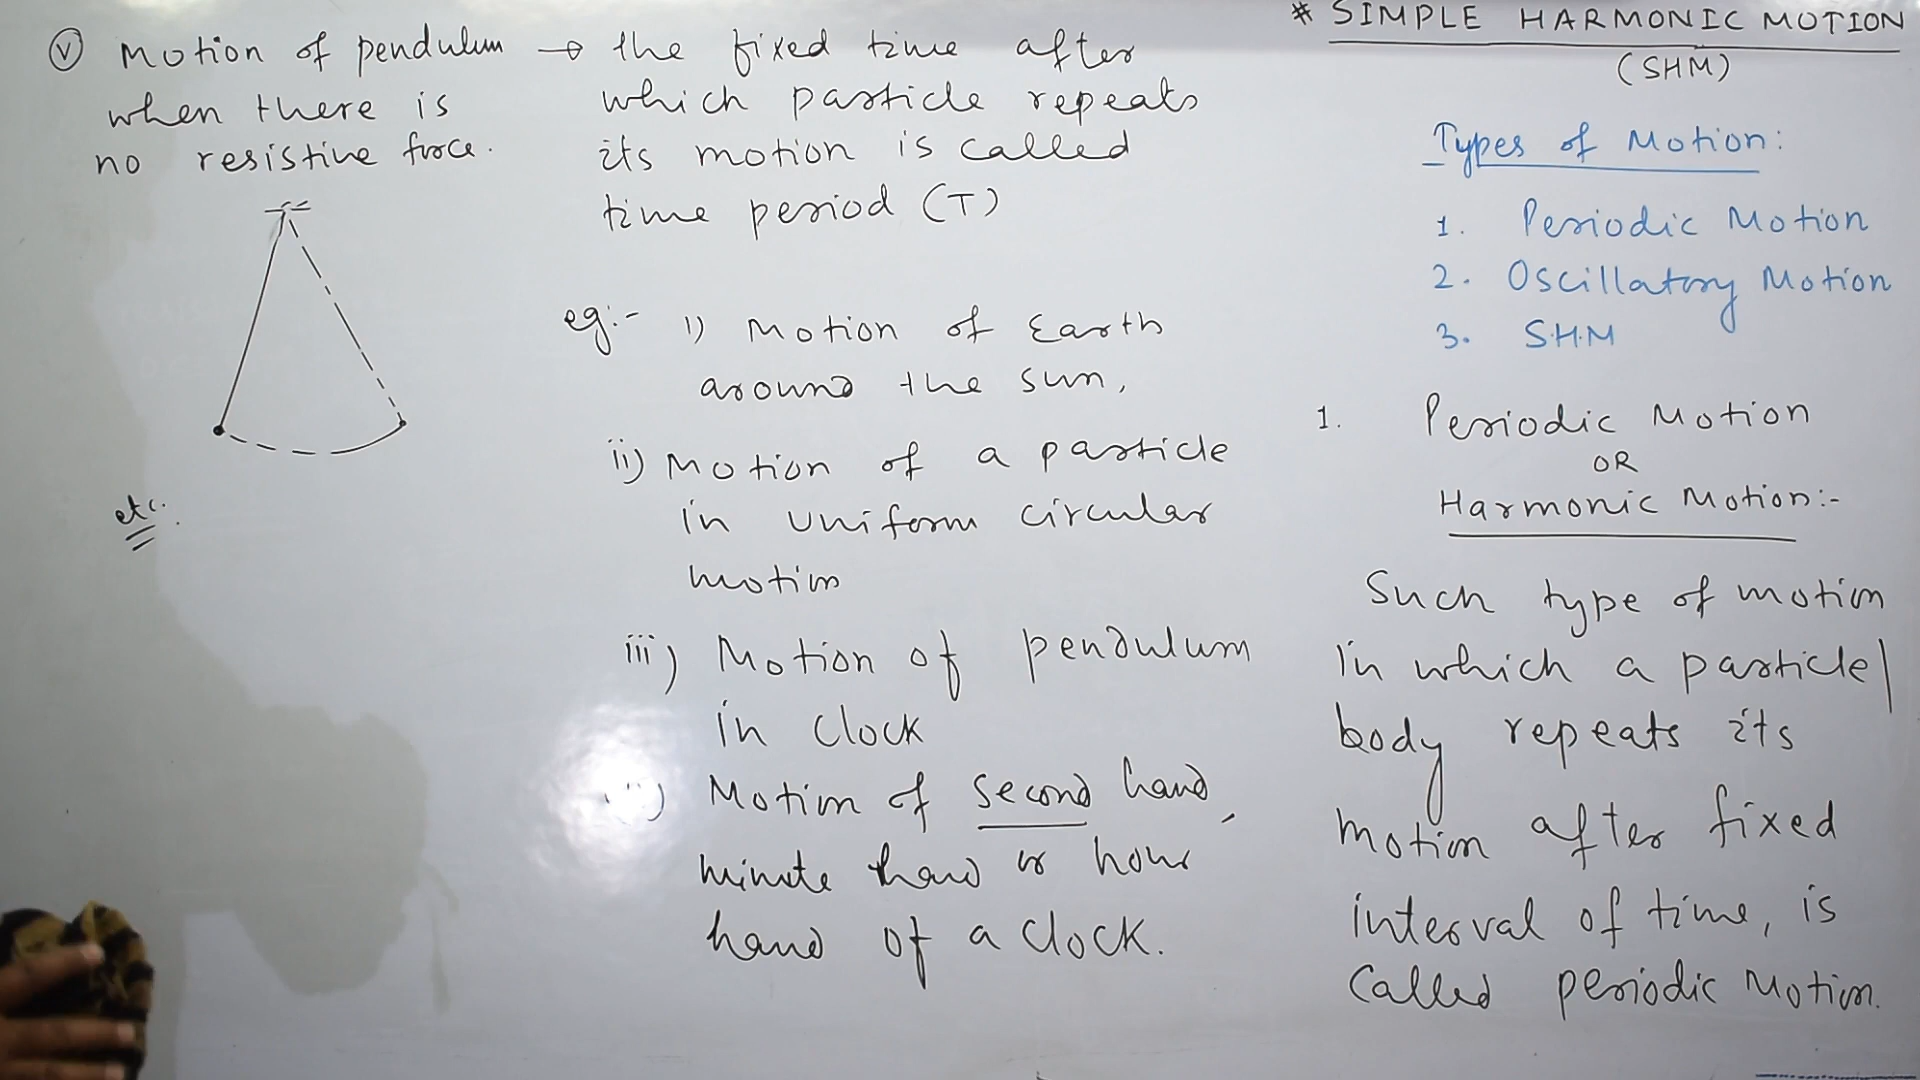 # SIMPLE HARMONIC MOTION
(SHM)
Types of Motion:
1. Periodic Motion
2. Oscillatory Motion
3. S.H.M
1. Periodic Motion
OR
Harmonic Motion:-
Such type of motion
in which a particle/
body repeats its
motion after fixed
interval of time, is
called periodic Motion.
→ the fixed time after
which particle repeats
its motion is called
time period (T)
eg:- i) Motion of Earth
around the sun,
ii) Motion of a particle
in uniform circular
motion
iii) Motion of pendulum
in clock
) Motion of second hand,
minute hand or hour
hand of a clock.
(v) Motion of pendulum
when there is
no resistive force.
etc.